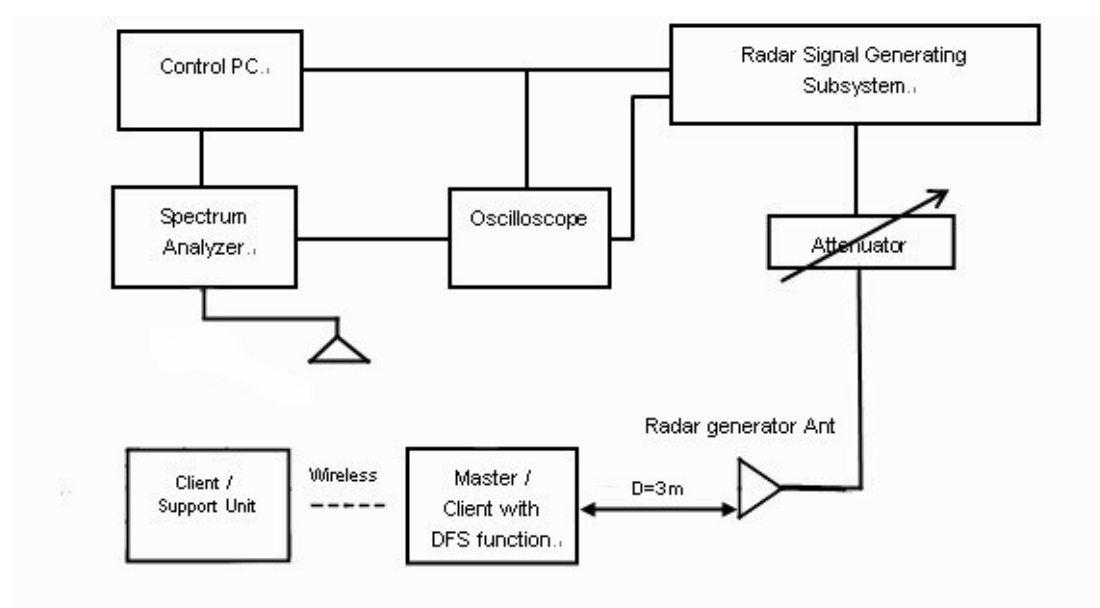 Control PC
Radar Signal Generating
Subsystem
Spectrum
Analyzer
Oscilloscope
Attenuator
Radar generator Ant
Client /
Support Unit
Wireless
Master /
Client with
DFS function
D=3m